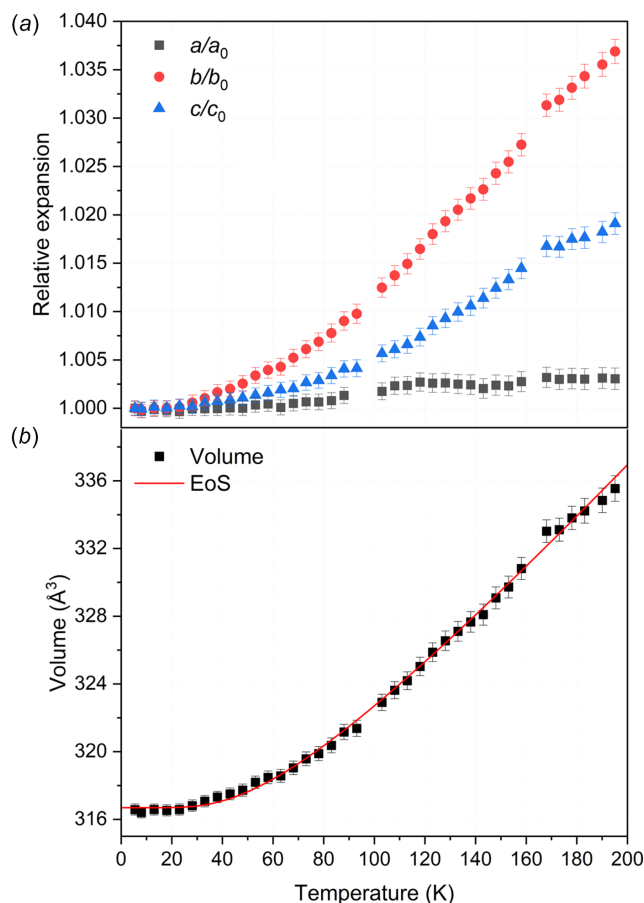 (a)
a/a₀
b/b₀
c/c₀
1.040
1.035
1.030
1.025
1.020
1.015
1.010
1.005
1.000
Relative expansion
(b)
Volume
EoS
336
332
328
324
320
316
Volume (Å³)
0 20 40 60 80 100 120 140 160 180 200
Temperature (K)